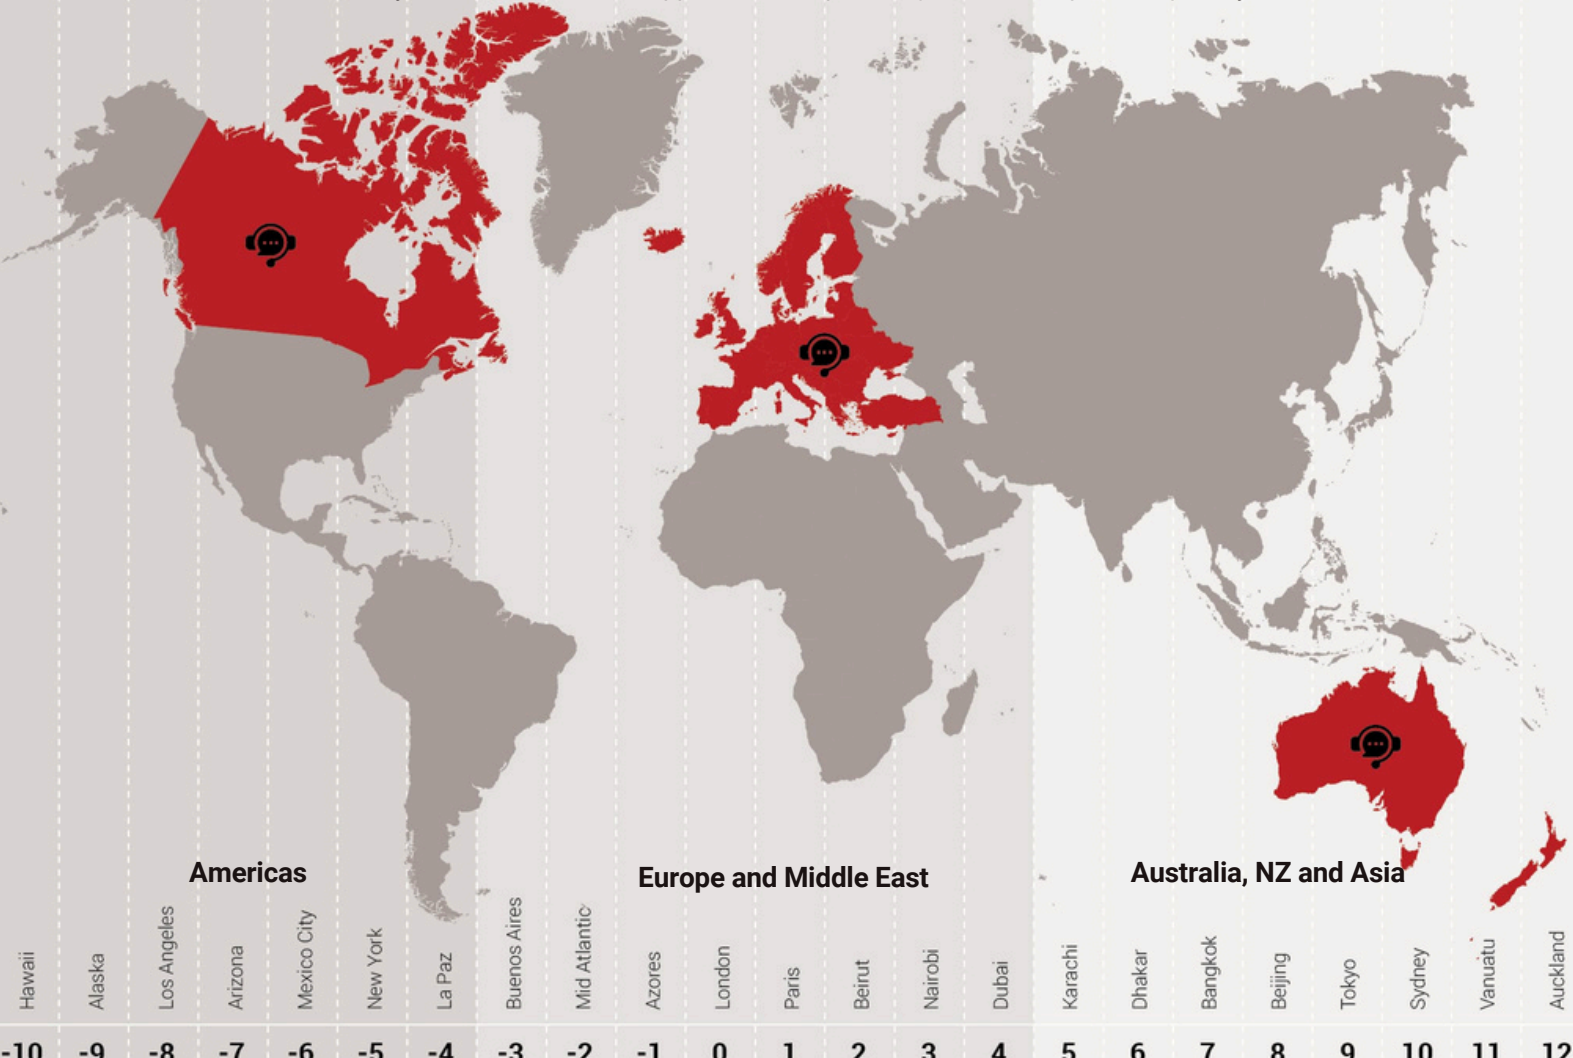 Americas
Europe and Middle East
Australia, NZ and Asia
Hawaii
Alaska
Los Angeles
Arizona
Mexico City
New York
La Paz
Buenos Aires
Mid Atlantic
Azores
London
Paris
Beirut
Nairobi
Dubai
Karachi
Dhakar
Bangkok
Beijing
Tokyo
Sydney
Vanuatu
Auckland
-10 -9 -8 -7 -6 -5 -4 -3 -2 -1 0 1 2 3 4 5 6 7 8 9 10 11 12